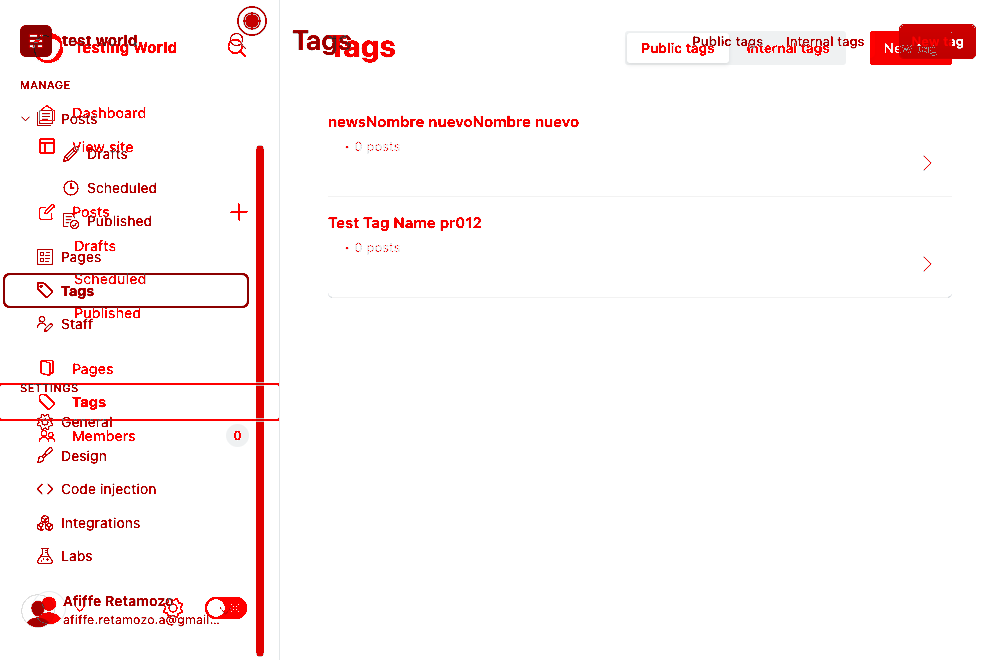 test world
Testing World
Tags
Tags
Public tags
Internal tags
Public tags
Internal tags
New tag
MANAGE
Dashboard
Posts
View site
Drafts
Scheduled
Posts
Published
Drafts
Pages
Scheduled
Tags
Published
Staff
Pages
SETTINGS
Tags
General
Members
0
Design
Code injection
Integrations
Labs
Afiffe Retamozo
afiffe.retamozo.a@gmail...
newsNombre nuevoNombre nuevo
• 0 posts
Test Tag Name pr012
• 0 posts